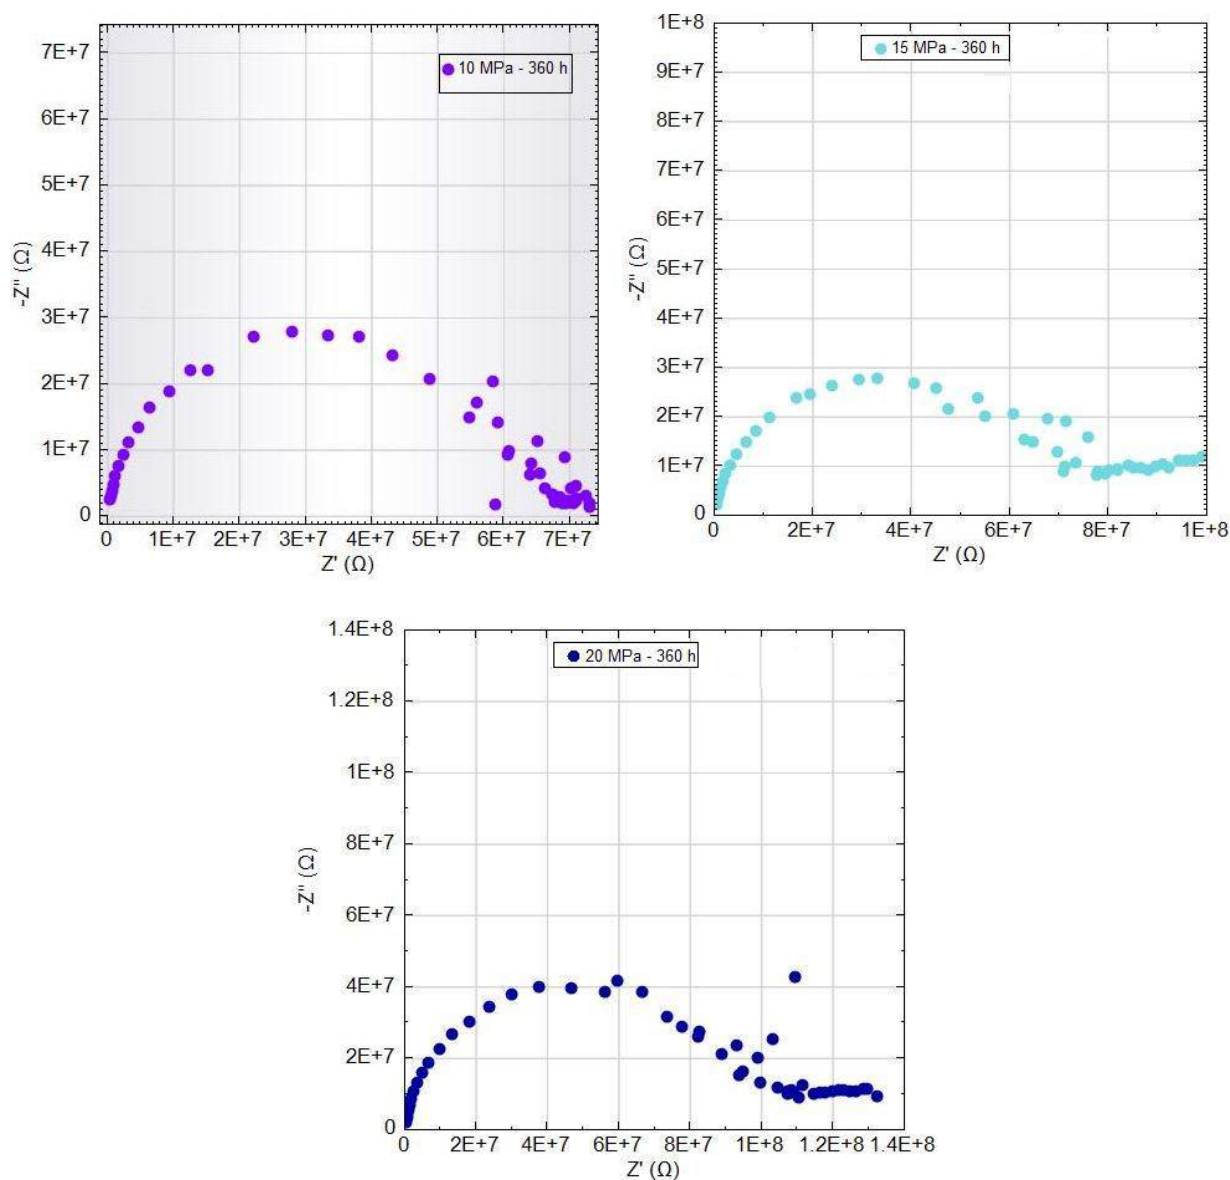 10 MPa - 360 h
7E+7
6E+7
5E+7
4E+7
3E+7
2E+7
1E+7
0
-Z'' (Ω)
0
1E+7
2E+7
3E+7
4E+7
5E+7
6E+7
7E+7
Z' (Ω)
15 MPa - 360 h
1E+8
9E+7
8E+7
7E+7
6E+7
5E+7
4E+7
3E+7
2E+7
1E+7
0
-Z'' (Ω)
0
2E+7
4E+7
6E+7
8E+7
1E+8
Z' (Ω)
20 MPa - 360 h
1.4E+8
1.2E+8
1E+8
8E+7
6E+7
4E+7
2E+7
0
-Z'' (Ω)
0
2E+7
4E+7
6E+7
8E+7
1E+8
1.2E+8
1.4E+8
Z' (Ω)